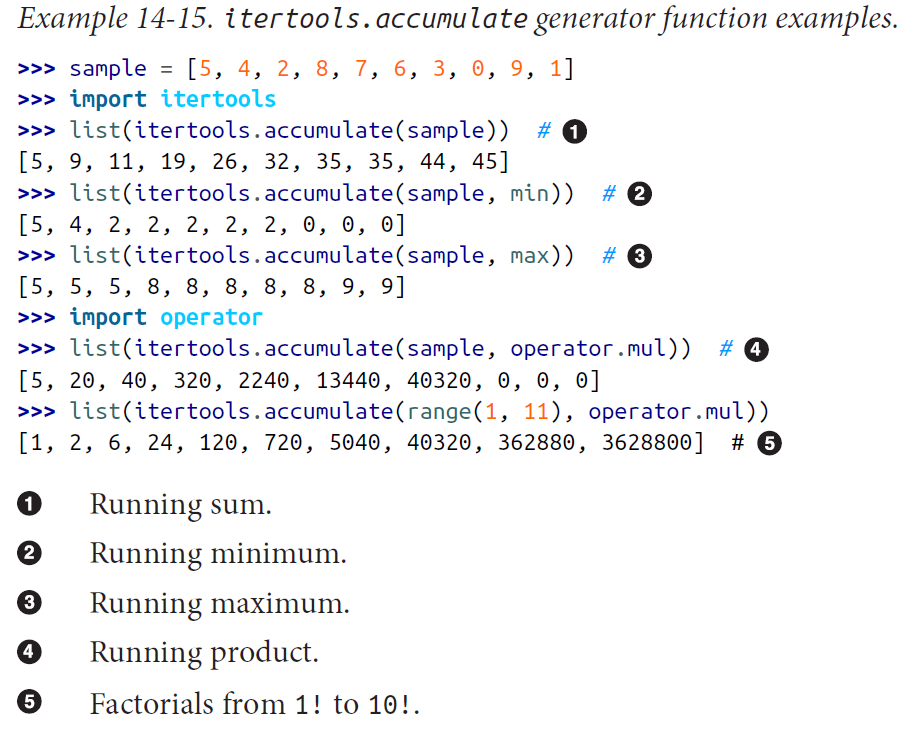 Example 14-15. itertools.accumulate generator function examples.
>>> sample = [5, 4, 2, 8, 7, 6, 3, 0, 9, 1]
>>> import itertools
>>> list(itertools.accumulate(sample))  # ❶
[5, 9, 11, 19, 26, 32, 35, 35, 44, 45]
>>> list(itertools.accumulate(sample, min))  # ❷
[5, 4, 2, 2, 2, 2, 2, 0, 0, 0]
>>> list(itertools.accumulate(sample, max))  # ❸
[5, 5, 5, 8, 8, 8, 8, 8, 9, 9]
>>> import operator
>>> list(itertools.accumulate(sample, operator.mul))  # ❹
[5, 20, 40, 320, 2240, 13440, 40320, 0, 0, 0]
>>> list(itertools.accumulate(range(1, 11), operator.mul))
[1, 2, 6, 24, 120, 720, 5040, 40320, 362880, 3628800]  # ❺
❶ Running sum.
❷ Running minimum.
❸ Running maximum.
❹ Running product.
❺ Factorials from 1! to 10!.